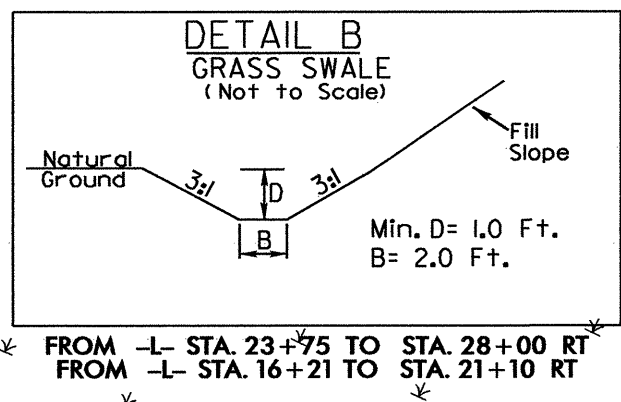 DETAIL B
GRASS SWALE
(Not to Scale)
Fill
Slope
Natural
Ground
3:1
D
3:1
B
Min. D= 1.0 Ft.
B= 2.0 Ft.
FROM -L- STA. 23+75 TO STA. 28+00 RT
FROM -L- STA. 16+21 TO STA. 21+10 RT